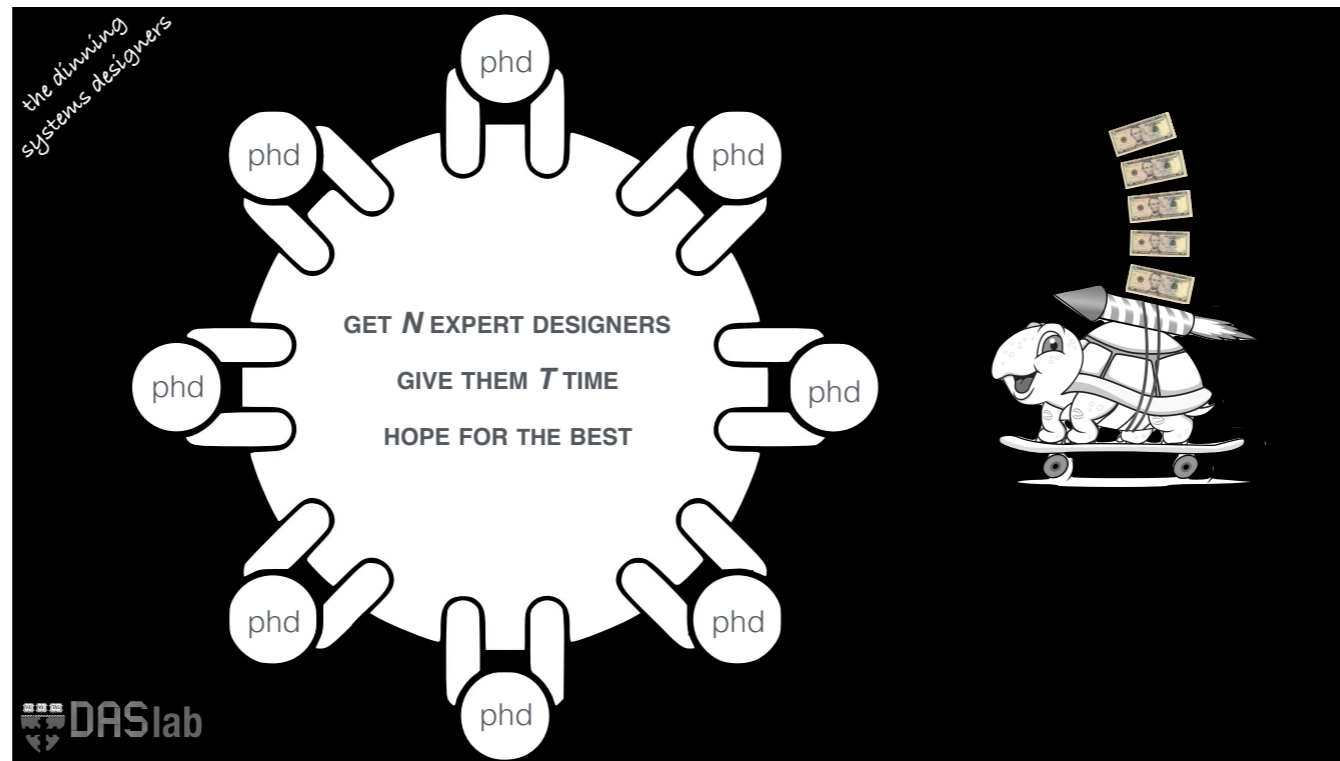 the dinning
systems designers
phd
phd
phd
GET N EXPERT DESIGNERS
GIVE THEM T TIME
HOPE FOR THE BEST
phd
phd
phd
phd
phd
DASlab